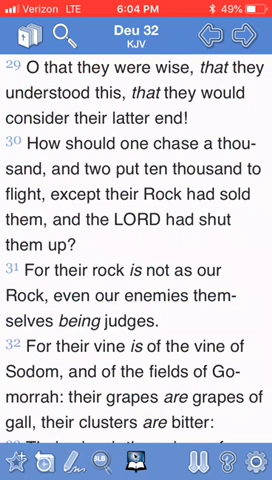 Verizon LTE 6:04 PM 49%
Deu 32
KJV
29 O that they were wise, that they
understood this, that they would
consider their latter end!
30 How should one chase a thou-
sand, and two put ten thousand to
flight, except their Rock had sold
them, and the LORD had shut
them up?
31 For their rock is not as our
Rock, even our enemies them-
selves being judges.
32 For their vine is of the vine of
Sodom, and of the fields of Go-
morrah: their grapes are grapes of
gall, their clusters are bitter: